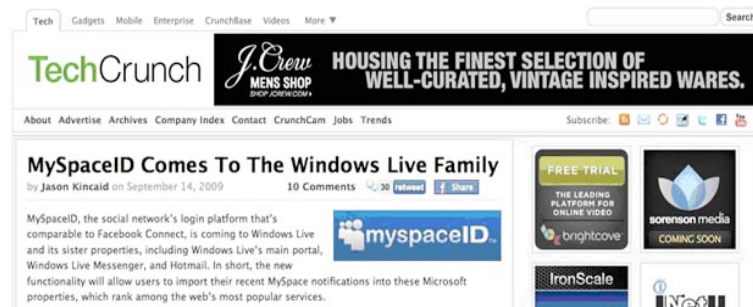 Tech Gadgets Mobile Enterprise CrunchBase Videos More ▼ Search
TechCrunch
J.Crew
MENS SHOP
SHOP JCREW.COM
HOUSING THE FINEST SELECTION OF
WELL-CURATED, VINTAGE INSPIRED WARES.
About Advertise Archives Company Index Contact CrunchCam Jobs Trends Subscribe:
MySpaceID Comes To The Windows Live Family
by Jason Kincaid on September 14, 2009 10 Comments 30 retweet f Share
MySpaceID, the social network's login platform that's
comparable to Facebook Connect, is coming to Windows Live
and its sister properties, including Windows Live's main portal,
Windows Live Messenger, and Hotmail. In short, the new
functionality will allow users to import their recent MySpace notifications into these Microsoft
properties, which rank among the web's most popular services.
myspaceID
FREE TRIAL
THE LEADING
PLATFORM FOR
ONLINE VIDEO
brightcove
sorenson media
COMING SOON
IronScale